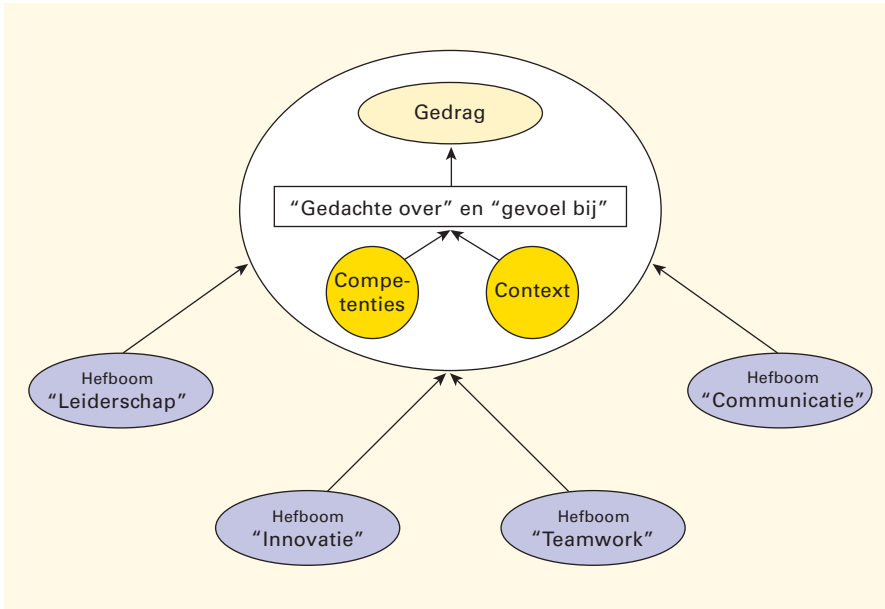 Gedrag
“Gedachte over” en “gevoel bij”
Compe-
tenties
Context
Hefboom
“Leiderschap”
Hefboom
“Communicatie”
Hefboom
“Innovatie”
Hefboom
“Teamwork”